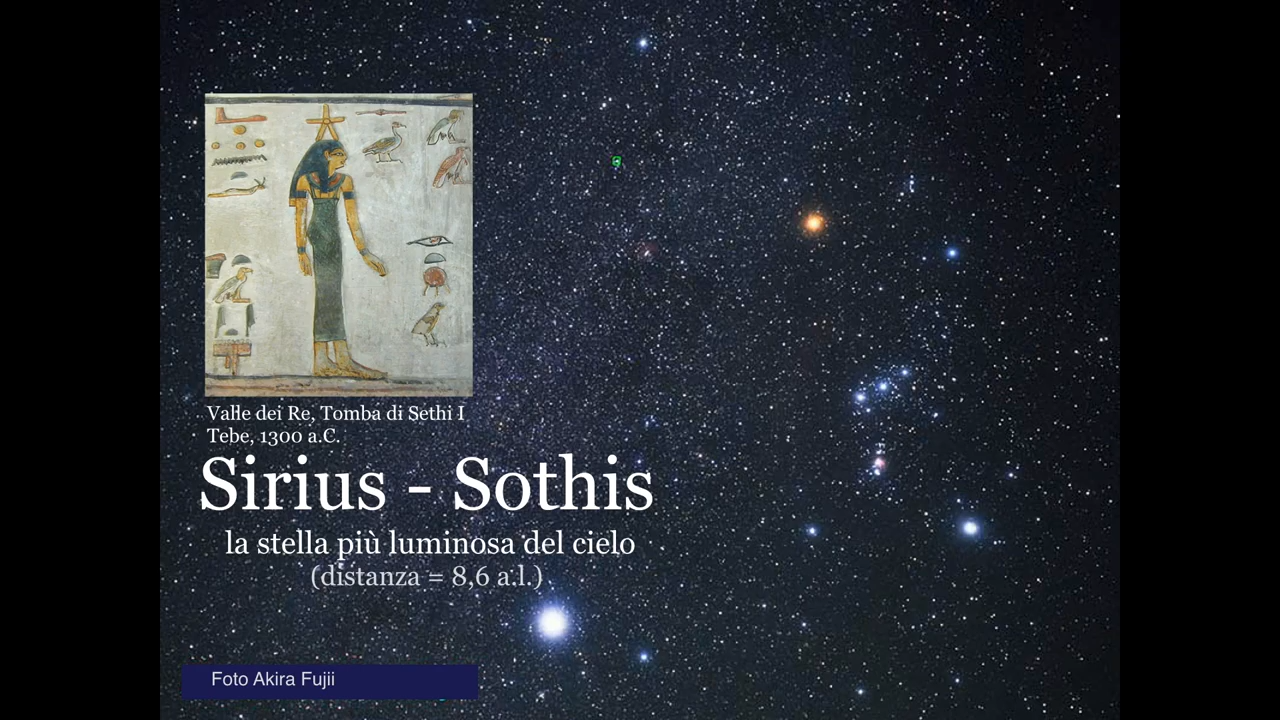 Valle dei Re, Tomba di Sethi I
Tebe, 1300 a.C.
Sirius - Sothis
la stella più luminosa del cielo
(distanza = 8,6 a.l.)
Foto Akira Fujii